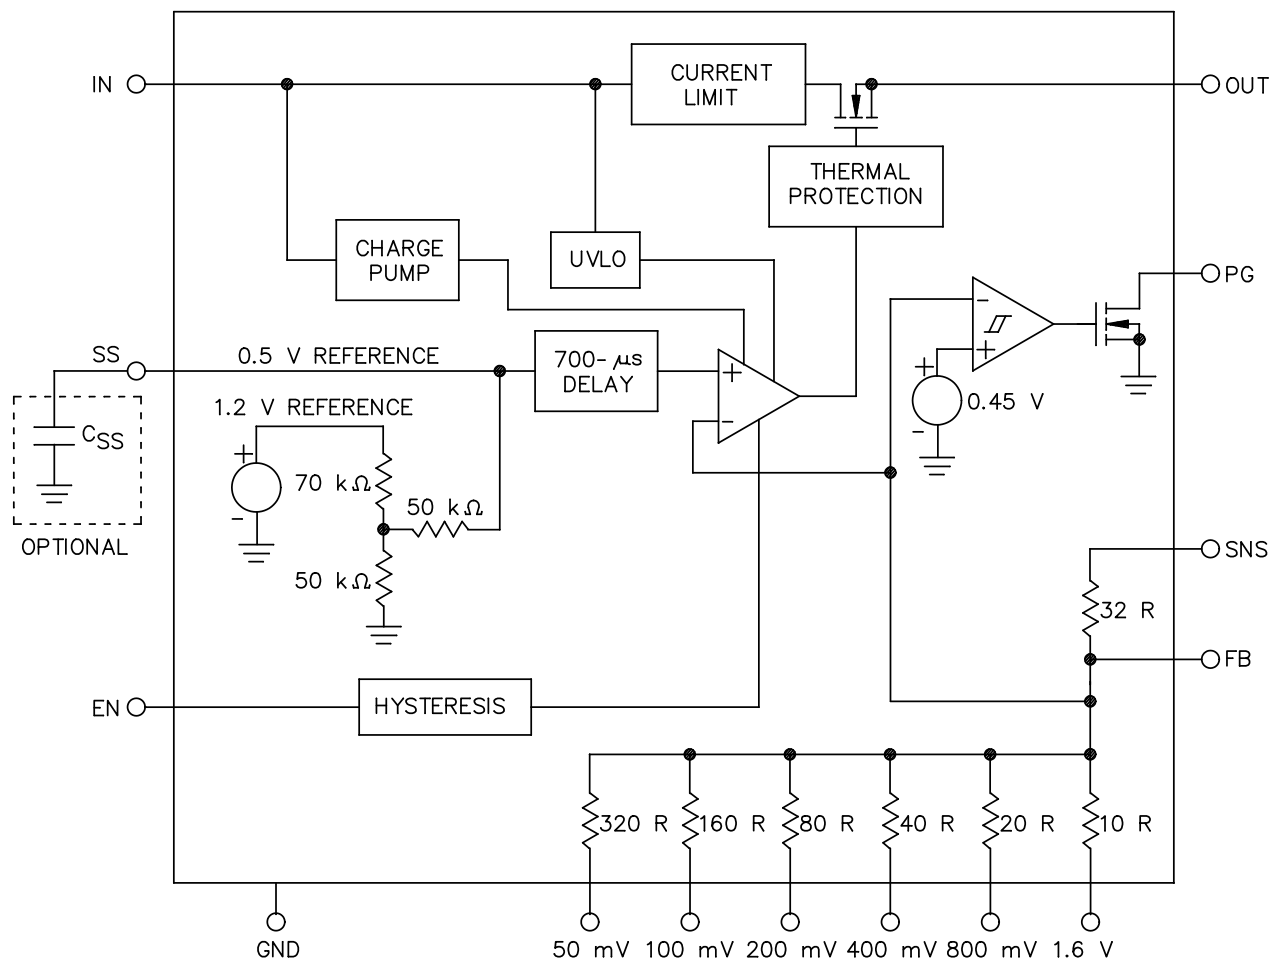 IN
CURRENT
LIMIT
OUT
THERMAL
PROTECTION
CHARGE
PUMP
UVLO
PG
-
+
SS
0.5 V REFERENCE
700-μs
DELAY
+
-
+
-
0.45 V
1.2 V REFERENCE
CSS
+
-
70 kΩ
50 kΩ
OPTIONAL
50 kΩ
SNS
32 R
FB
EN
HYSTERESIS
320 R
160 R
80 R
40 R
20 R
10 R
GND
50 mV
100 mV
200 mV
400 mV
800 mV
1.6 V